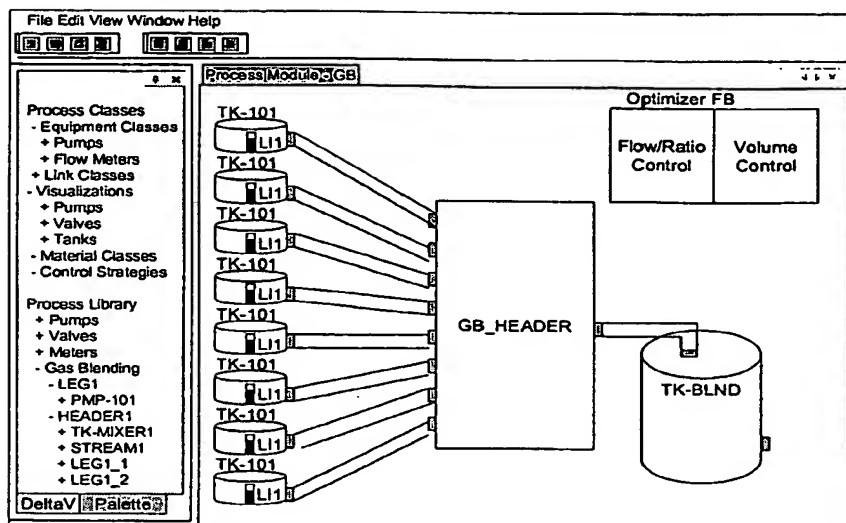 File Edit View Window Help
Process Module-GB
Process Classes
- Equipment Classes
+ Pumps
+ Flow Meters
+ Link Classes
- Visualizations
+ Pumps
+ Valves
+ Tanks
- Material Classes
- Control Strategies
Process Library
+ Pumps
+ Valves
+ Meters
- Gas Blending
- LEG1
+ PMP-101
- HEADER1
+ TK-MIXER1
+ STREAM1
+ LEG1_1
+ LEG1_2
DeltaV Palette
TK-101
LI1
TK-101
LI1
TK-101
LI1
TK-101
LI1
TK-101
LI1
TK-101
LI1
TK-101
LI1
TK-101
LI1
GB_HEADER
Optimizer FB
Flow/Ratio
Control
Volume
Control
TK-BLND